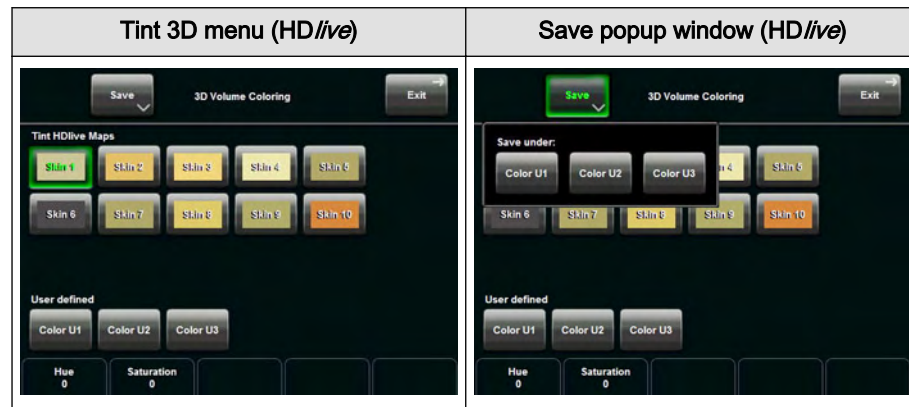 Tint 3D menu (HDlive)
Save popup window (HDlive)
Save
3D Volume Coloring
Exit
Tint HDlive Maps
Skin 1 Skin 2 Skin 3 Skin 4 Skin 5
Skin 6 Skin 7 Skin 8 Skin 9 Skin 10
User defined
Color U1 Color U2 Color U3
Hue Saturation
0 0
Save
3D Volume Coloring
Exit
Save under:
Color U1 Color U2 Color U3
Skin 5
Skin 6 Skin 7 Skin 8 Skin 9 Skin 10
User defined
Color U1 Color U2 Color U3
Hue Saturation
0 0